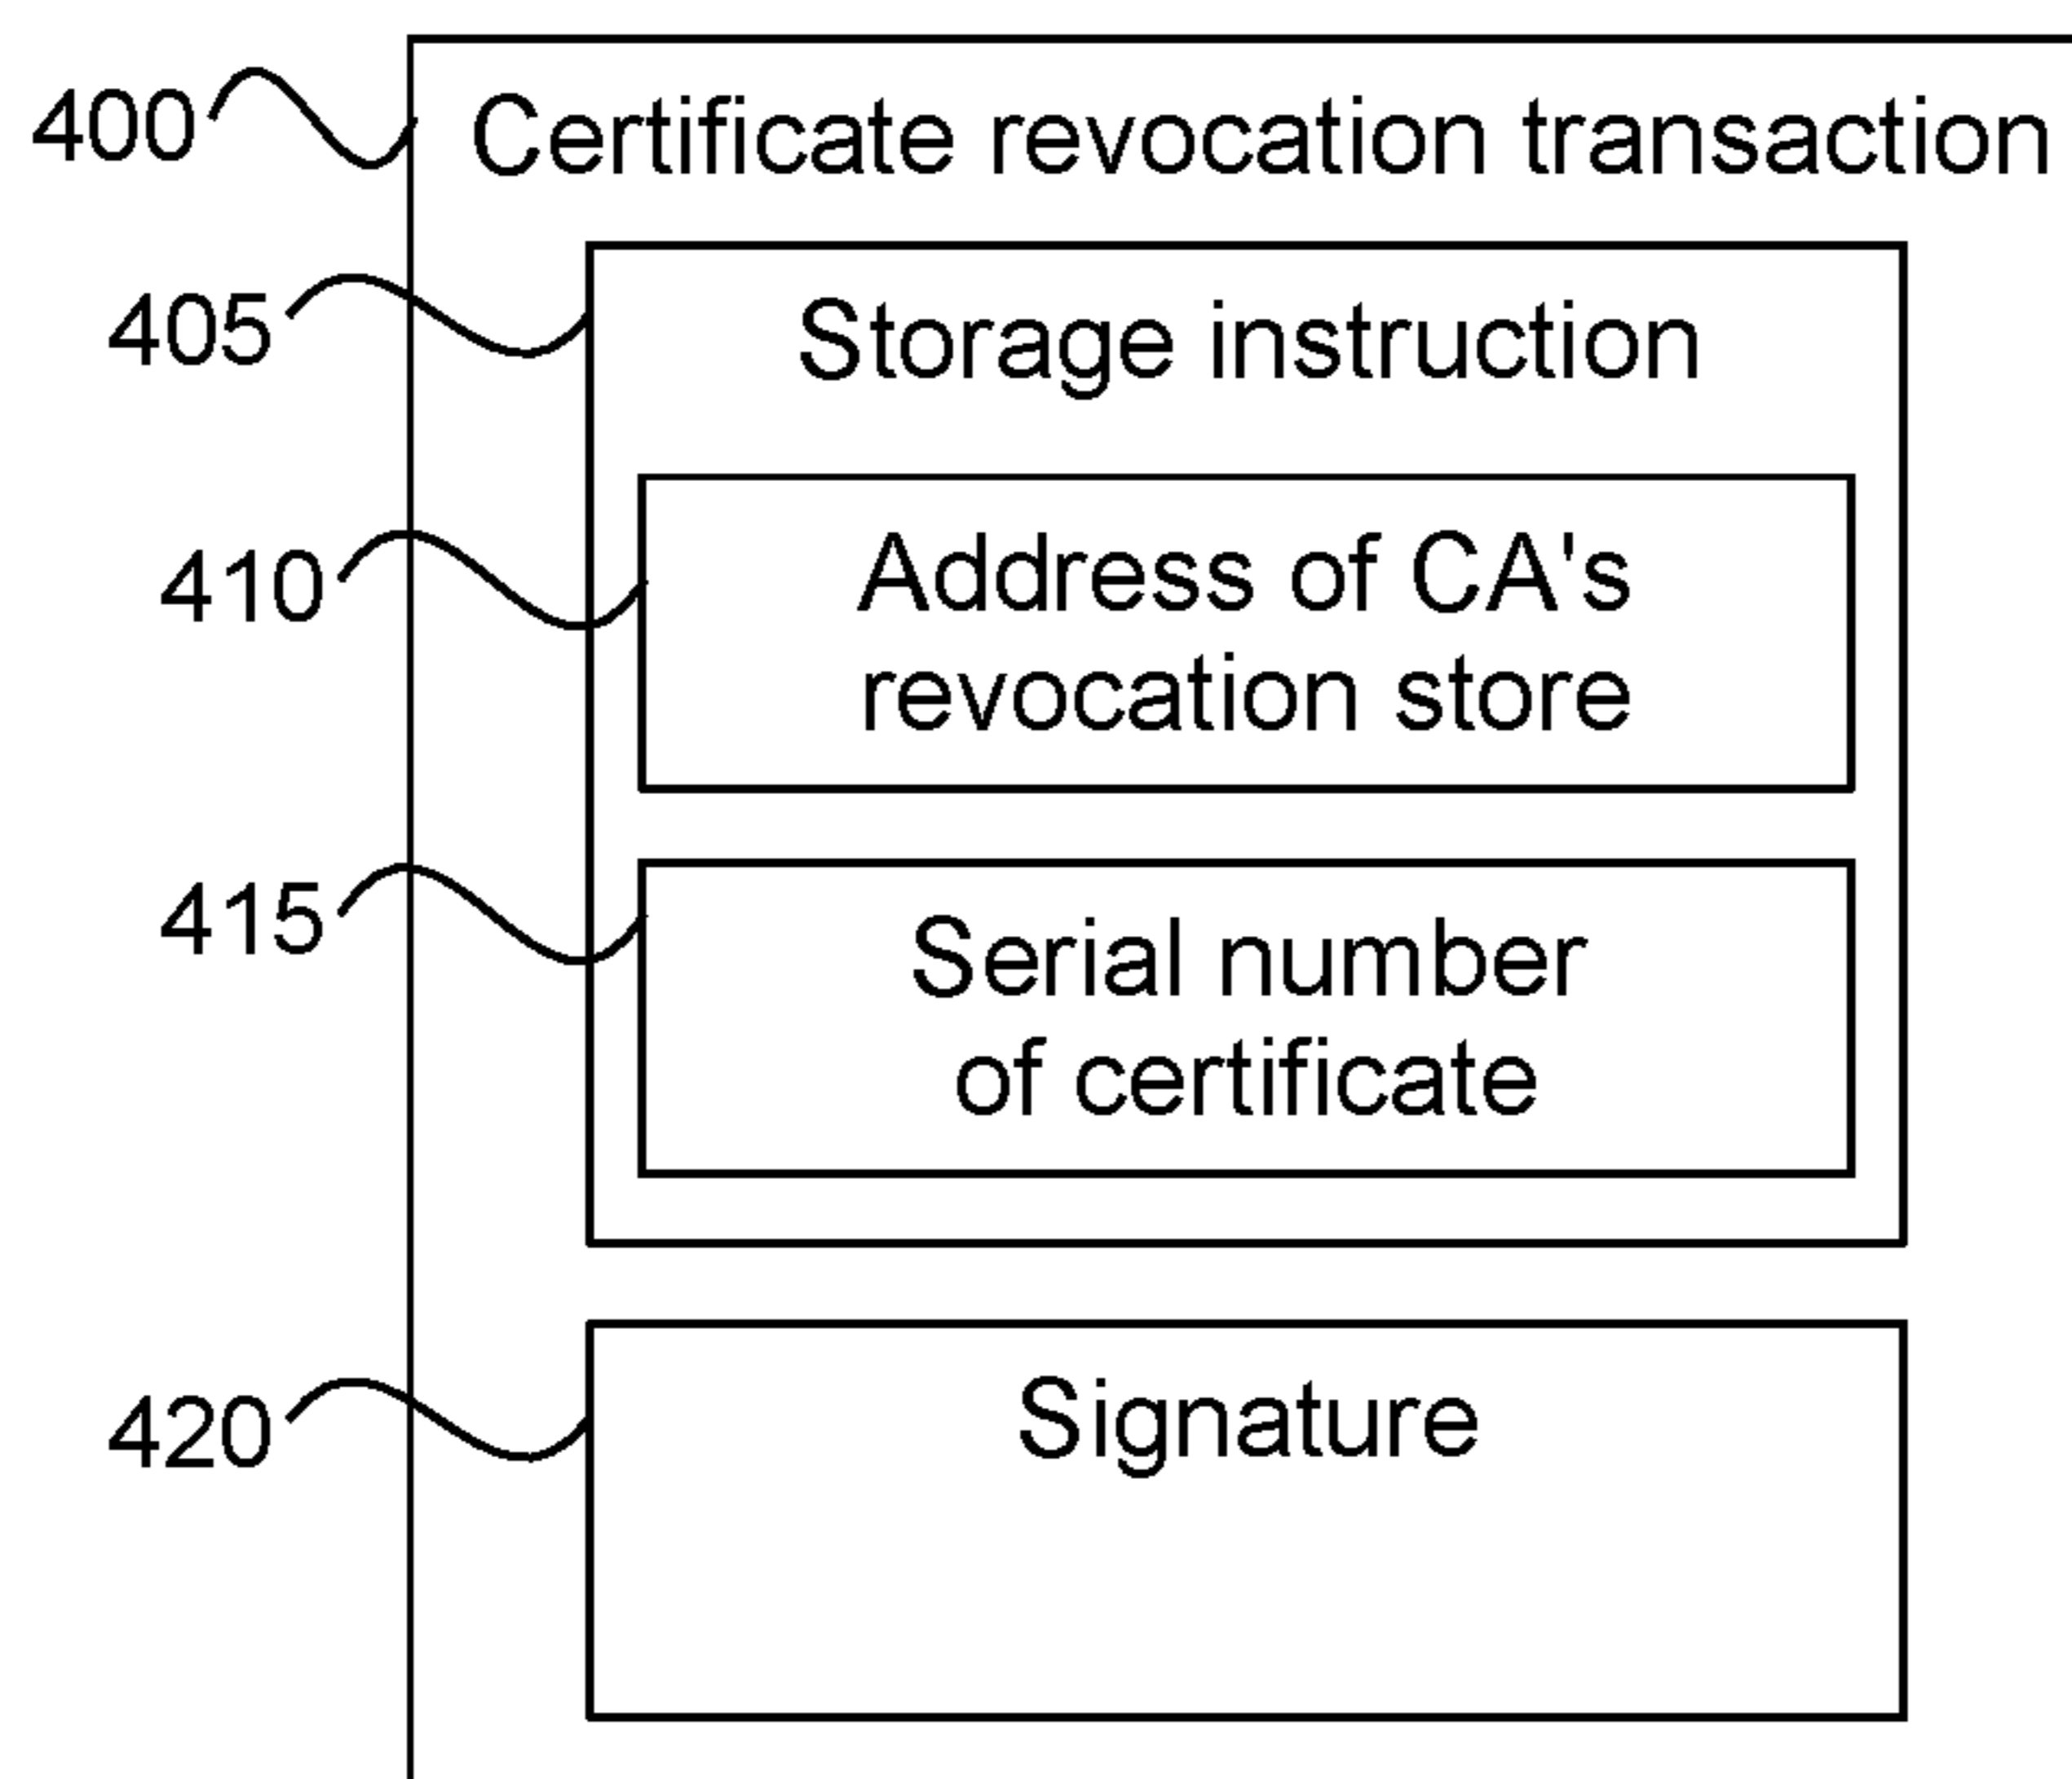 400 Certificate revocation transaction
405 Storage instruction
410 Address of CA's
revocation store
415 Serial number
of certificate
420 Signature